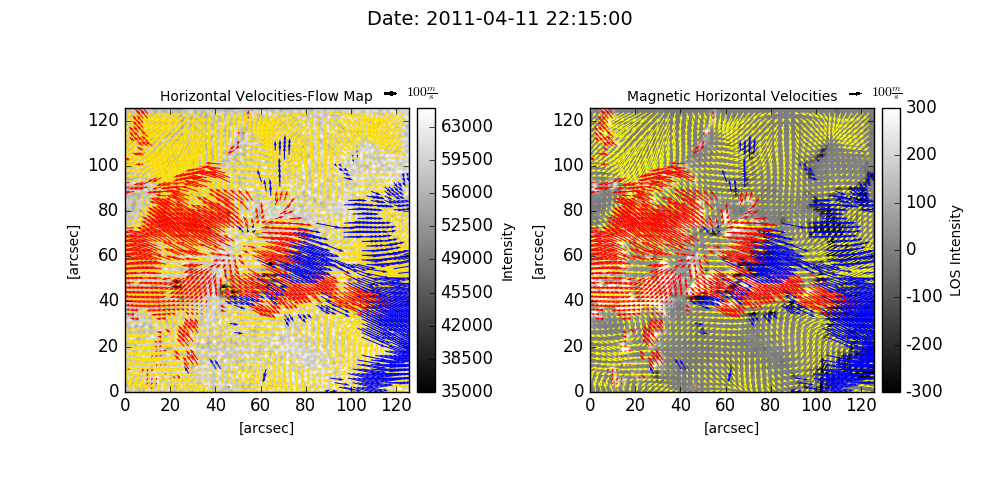 Date: 2011-04-11 22:15:00
Horizontal Velocities-Flow Map
100 m/s
Magnetic Horizontal Velocities
100 m/s
120
100
80
60
40
20
0
[arcsec]
0 20 40 60 80 100 120
[arcsec]
63000
59500
56000
52500
49000
45500
42000
38500
35000
Intensity
120
100
80
60
40
20
0
[arcsec]
0 20 40 60 80 100 120
[arcsec]
300
200
100
0
-100
-200
-300
LOS Intensity